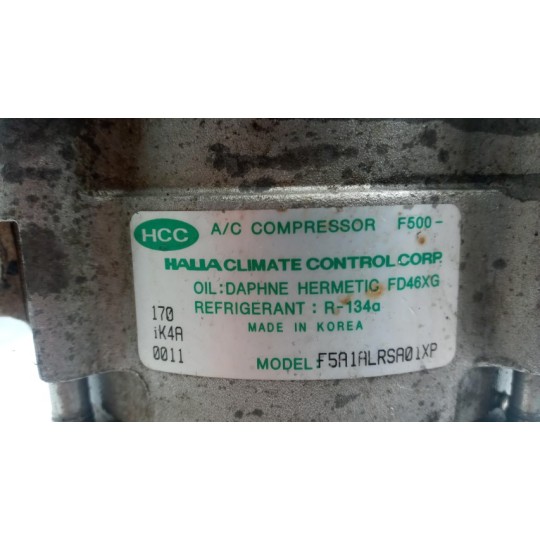 HCC A/C COMPRESSOR F500-
HALLA CLIMATE CONTROL CORP.
OIL:DAPHNE HERMETIC FD46XG
REFRIGERANT : R-134a
MADE IN KOREA
170
iK4A
0011
MODEL F5A1ALRSA01XP